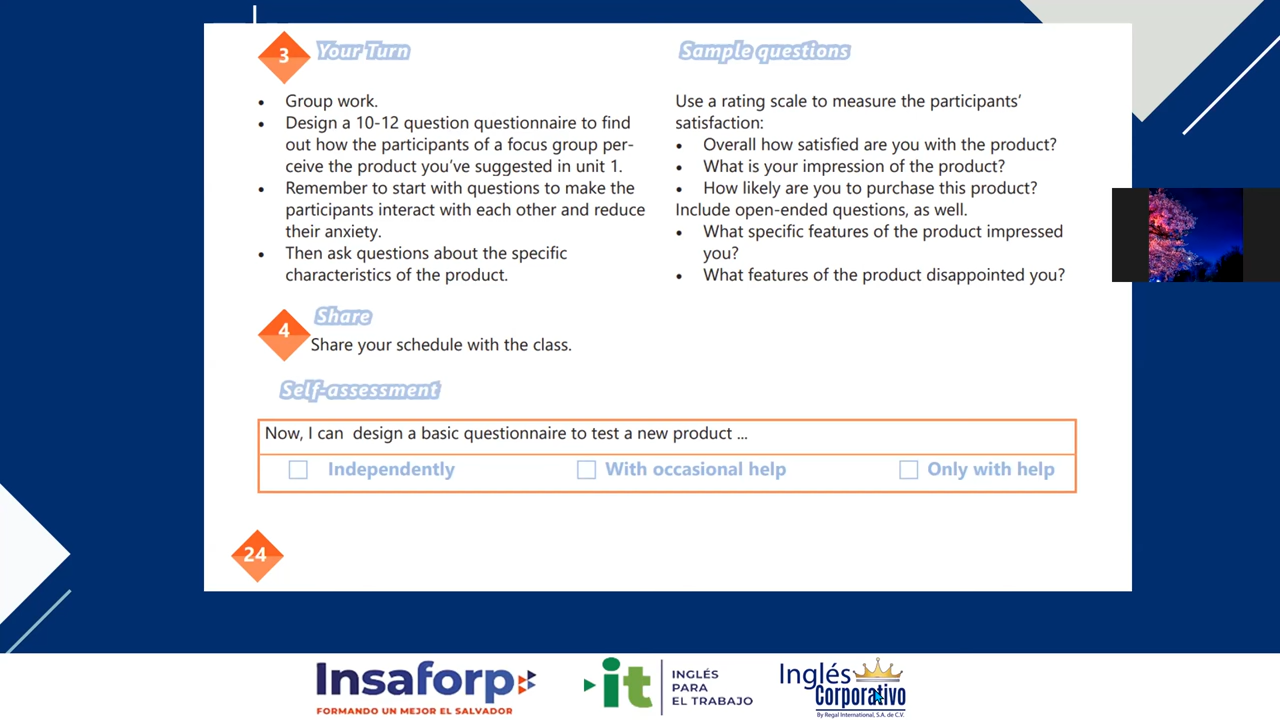 3
Your Turn
• Group work.
• Design a 10-12 question questionnaire to find
out how the participants of a focus group per-
ceive the product you've suggested in unit 1.
• Remember to start with questions to make the
participants interact with each other and reduce
their anxiety.
• Then ask questions about the specific
characteristics of the product.
Sample questions
Use a rating scale to measure the participants'
satisfaction:
• Overall how satisfied are you with the product?
• What is your impression of the product?
• How likely are you to purchase this product?
Include open-ended questions, as well.
• What specific features of the product impressed
you?
• What features of the product disappointed you?
4
Share
Share your schedule with the class.
Self-assessment
Now, I can  design a basic questionnaire to test a new product ...
Independently
With occasional help
Only with help
24
Insaforp
FORMANDO UN MEJOR EL SALVADOR
it
INGLÉS
PARA
EL TRABAJO
Inglés
Corporativo
By Regal International, S.A. de C.V.